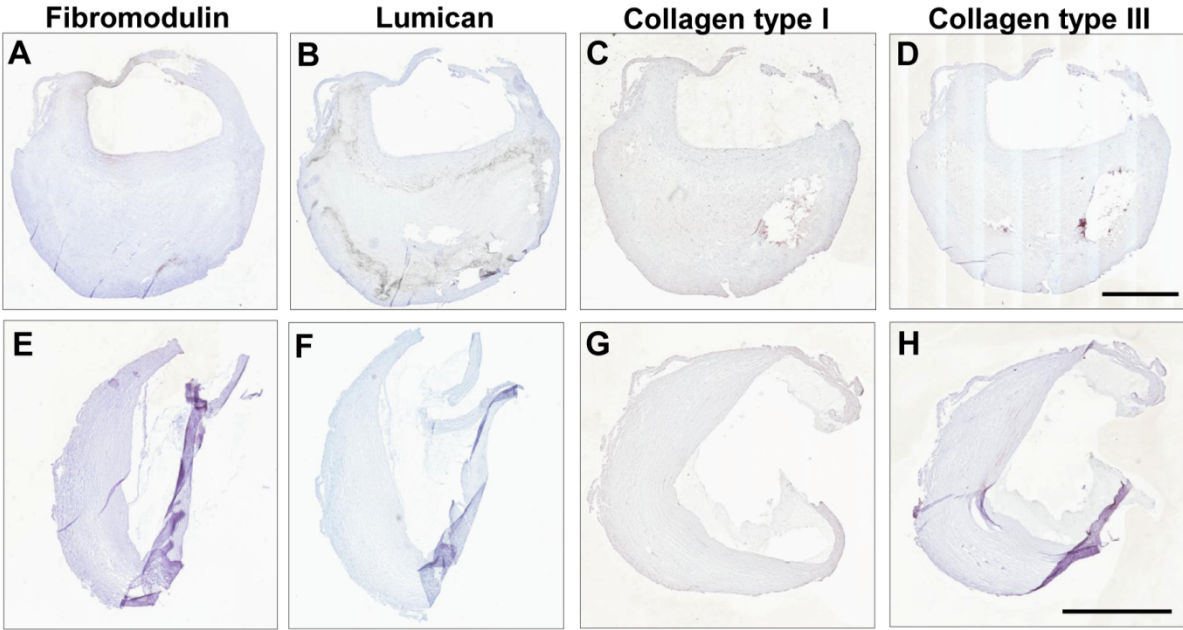 Fibromodulin Lumican Collagen type I Collagen type III
A B C D
E F G H